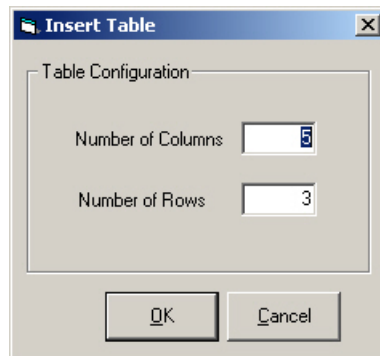 Insert Table
Table Configuration
Number of Columns 5
Number of Rows 3
OK Cancel